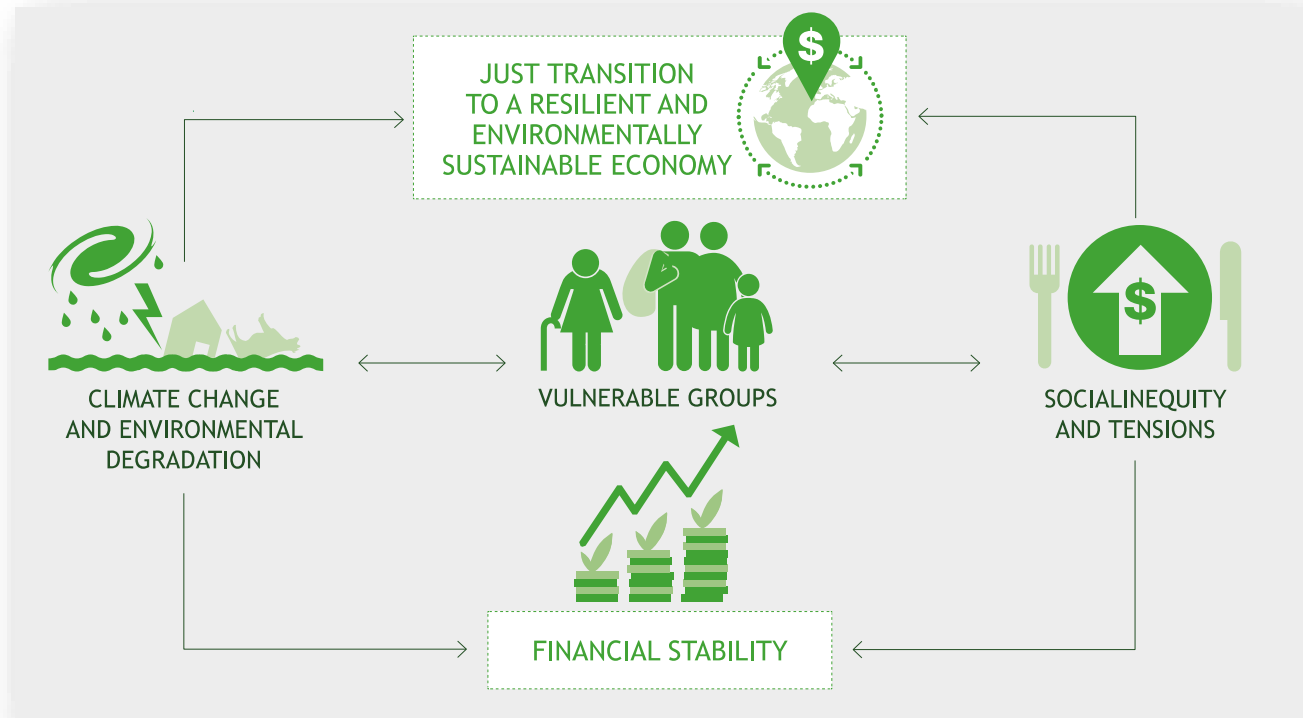 JUST TRANSITION
TO A RESILIENT AND
ENVIRONMENTALLY
SUSTAINABLE ECONOMY
$
CLIMATE CHANGE
AND ENVIRONMENTAL
DEGRADATION
VULNERABLE GROUPS
$
SOCIALINEQUITY
AND TENSIONS
FINANCIAL STABILITY